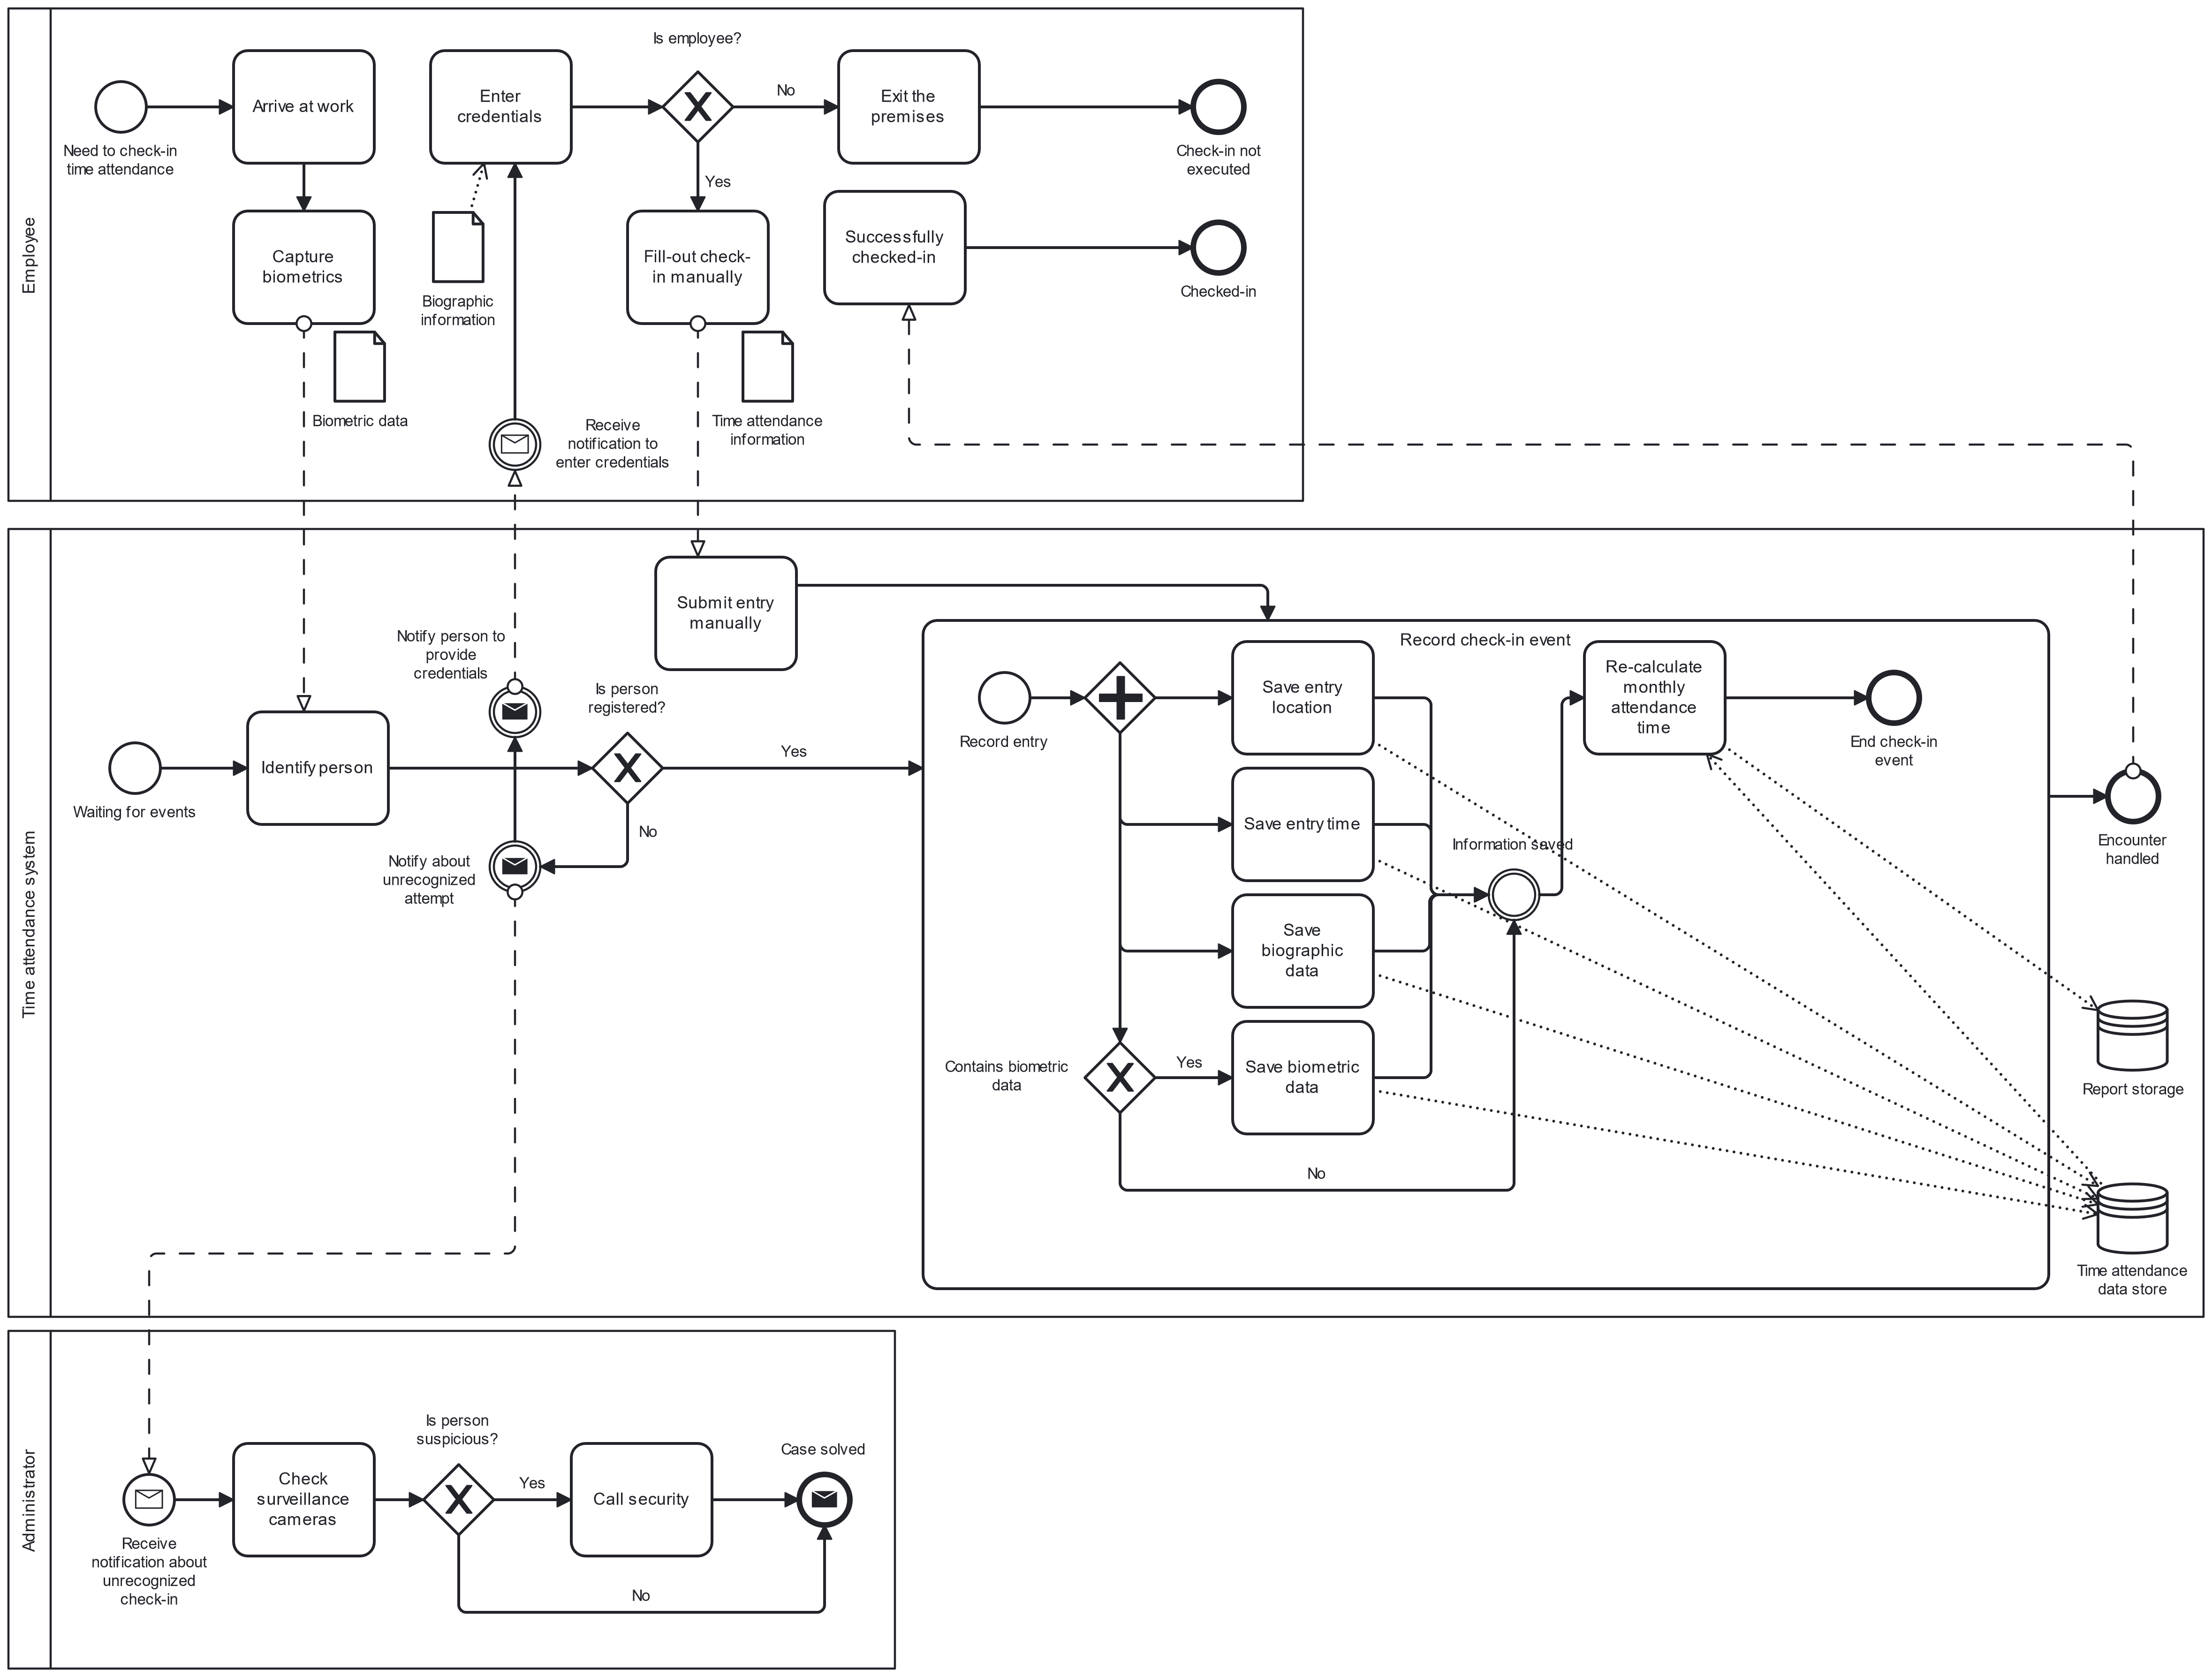 Employee
Is employee?
Arrive at work
Enter
credentials
No
Exit the
premises
Need to check-in
time attendance
Check-in not
executed
Yes
Capture
biometrics
Biographic
information
Fill-out check-
in manually
Successfully
checked-in
Checked-in
Biometric data
Receive
notification to
enter credentials
Time attendance
information
Time attendance system
Submit entry
manually
Notify person to
provide
credentials
Is person
registered?
Record check-in event
Record entry
Save entry
location
Re-calculate
monthly
attendance
time
End check-in
event
Waiting for events
Identify person
Yes
No
Notify about
unrecognized
attempt
Save entry time
Information saved
Encounter
handled
Save
biographic
data
Contains biometric
data
Yes
Save biometric
data
No
Report storage
Time attendance
data store
Administrator
Is person
suspicious?
Case solved
Check
surveillance
cameras
Yes
Call security
Receive
notification about
unrecognized
check-in
No